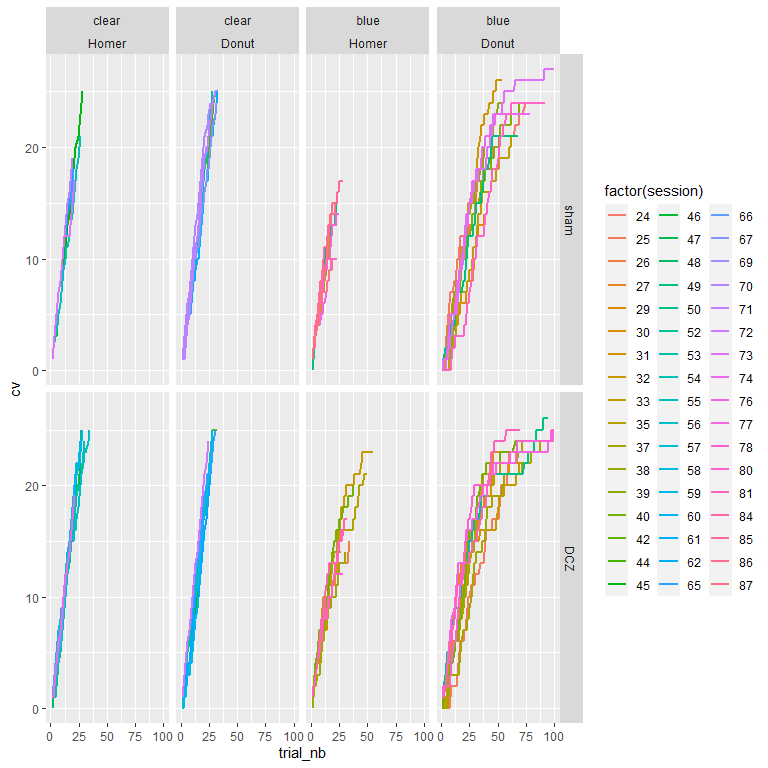 clear clear blue blue
Homer Donut Homer Donut
20
10
0
sham
20
10
0
DCZ
cv
0 25 50 75 100 0 25 50 75 100 0 25 50 75 100 0 25 50 75 100
trial_nb
factor(session)
24 46 66
25 47 67
26 48 69
27 49 70
29 50 71
30 52 72
31 53 73
32 54 74
33 55 76
35 56 77
37 57 78
38 58 80
39 59 81
40 60 84
42 61 85
44 62 86
45 65 87